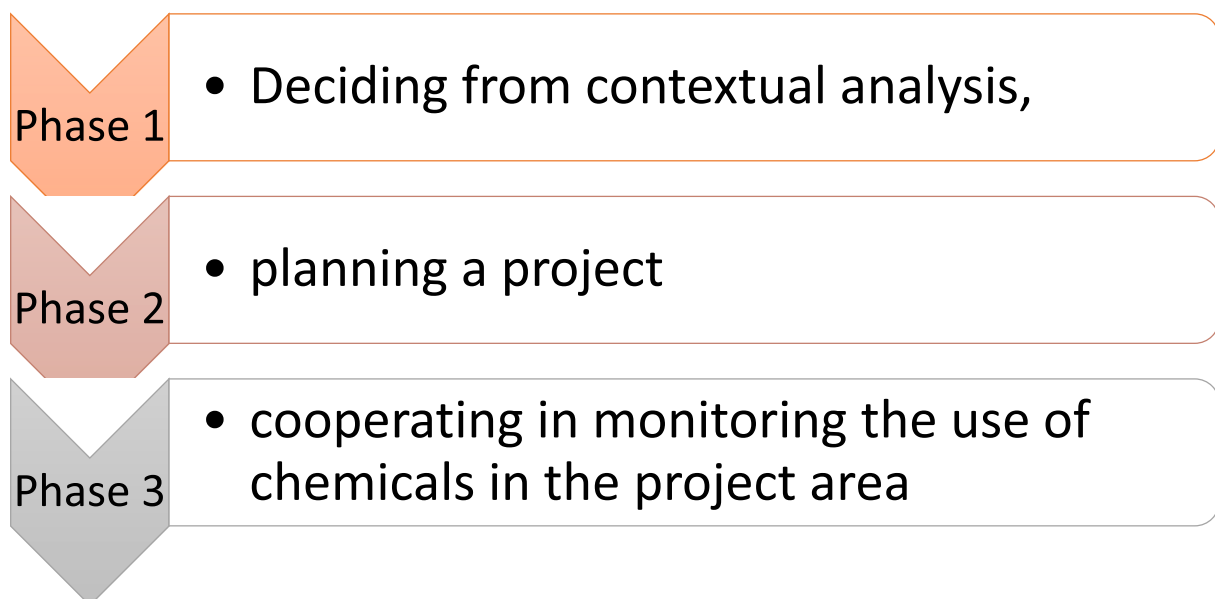 Phase 1
• Deciding from contextual analysis,
Phase 2
• planning a project
Phase 3
• cooperating in monitoring the use of
chemicals in the project area